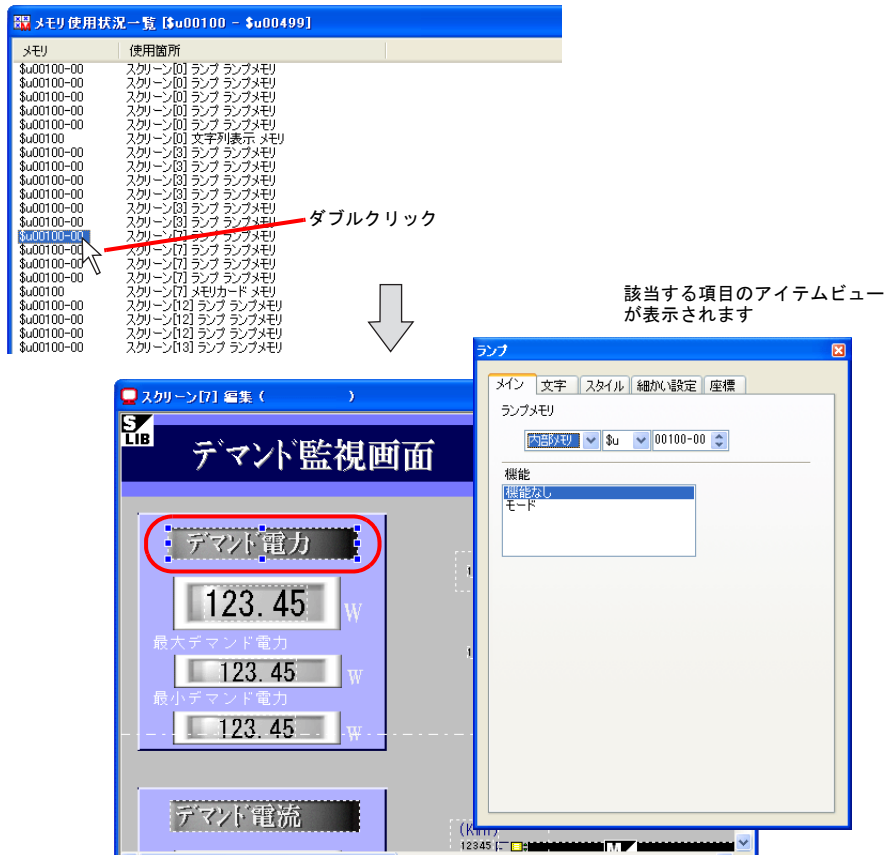 メモリ使用状況一覧 [$u00100 - $u00499]
メモリ 使用箇所
$u00100-00 スクリーン[0] ランプ ランプメモリ
$u00100-00 スクリーン[0] ランプ ランプメモリ
$u00100-00 スクリーン[0] ランプ ランプメモリ
$u00100-00 スクリーン[0] ランプ ランプメモリ
$u00100-00 スクリーン[0] ランプ ランプメモリ
$u00100 スクリーン[0] 文字列表示 メモリ
$u00100-00 スクリーン[3] ランプ ランプメモリ
$u00100-00 スクリーン[3] ランプ ランプメモリ
$u00100-00 スクリーン[3] ランプ ランプメモリ
$u00100-00 スクリーン[3] ランプ ランプメモリ
$u00100-00 スクリーン[3] ランプ ランプメモリ
$u00100-00 スクリーン[3] ランプ ランプメモリ
$u00100-00 スクリーン[7] ランプ ランプメモリ
$u00100-00 スクリーン[7] ランプ ランプメモリ
$u00100-00 スクリーン[7] ランプ ランプメモリ
$u00100-00 スクリーン[7] ランプ ランプメモリ
$u00100 スクリーン[7] メモリカード メモリ
$u00100-00 スクリーン[12] ランプ ランプメモリ
$u00100-00 スクリーン[12] ランプ ランプメモリ
$u00100-00 スクリーン[12] ランプ ランプメモリ
$u00100-00 スクリーン[13] ランプ ランプメモリ
ダブルクリック
該当する項目のアイテムビュー
が表示されます
ランプ
メイン 文字 スタイル 細かい設定 座標
ランプメモリ
内部メモリ $u 00100-00
機能
機能なし
モード
スクリーン[7] 編集 ( )
S LIB
デマンド監視画面
デマンド電力
123.45 W
最大デマンド電力
123.45 W
最小デマンド電力
123.45 W
デマンド電流
12345
M